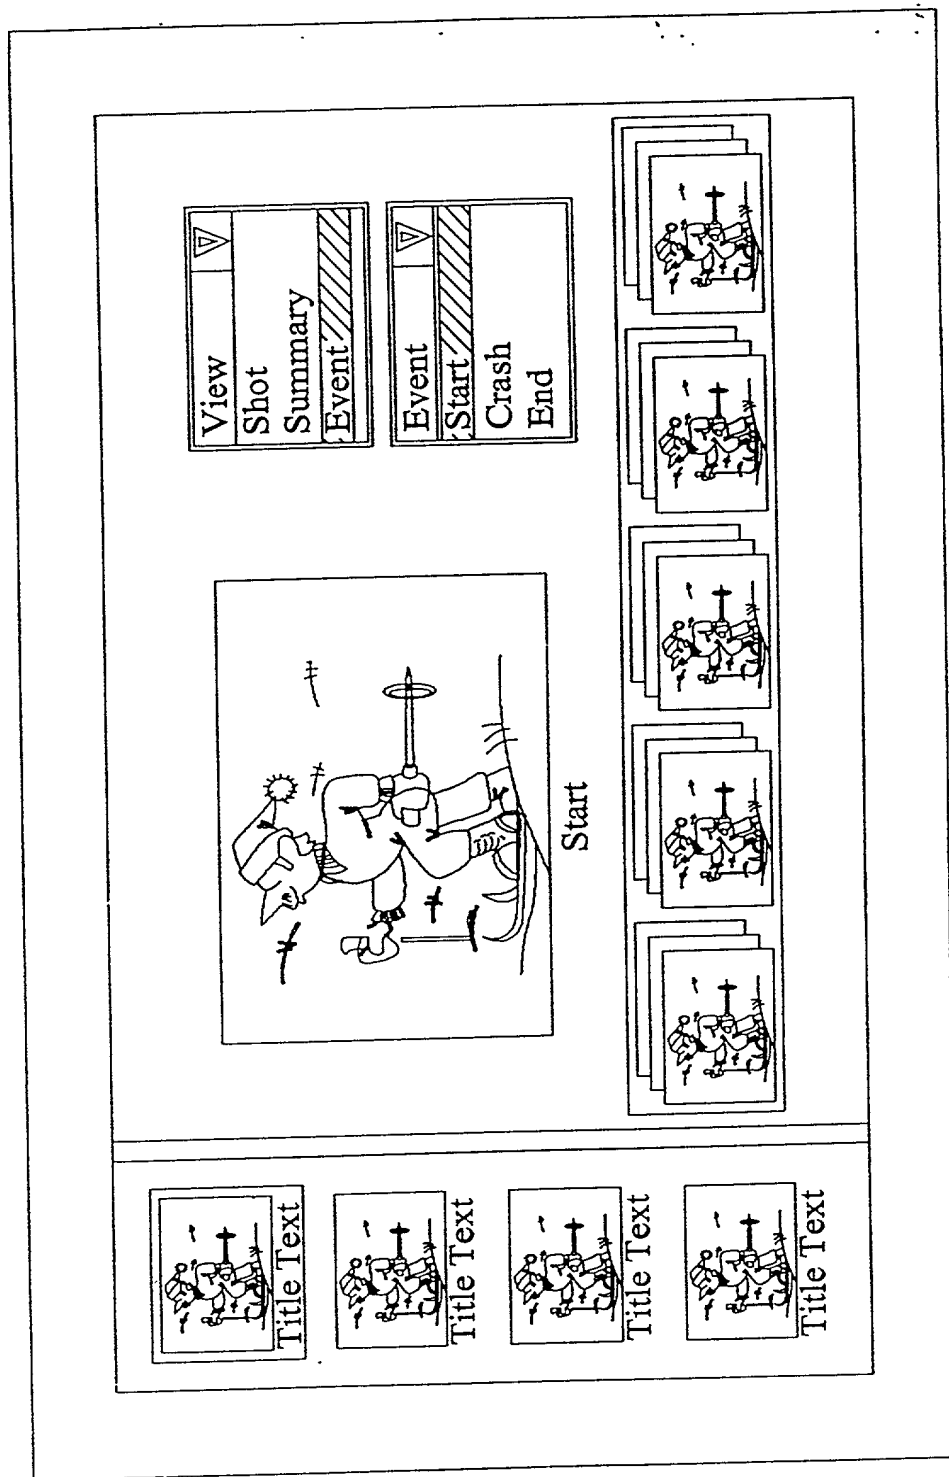 Title Text
Title Text
Title Text
Title Text
Start
View
Shot
Summary
Event
Event
Start
Crash
End